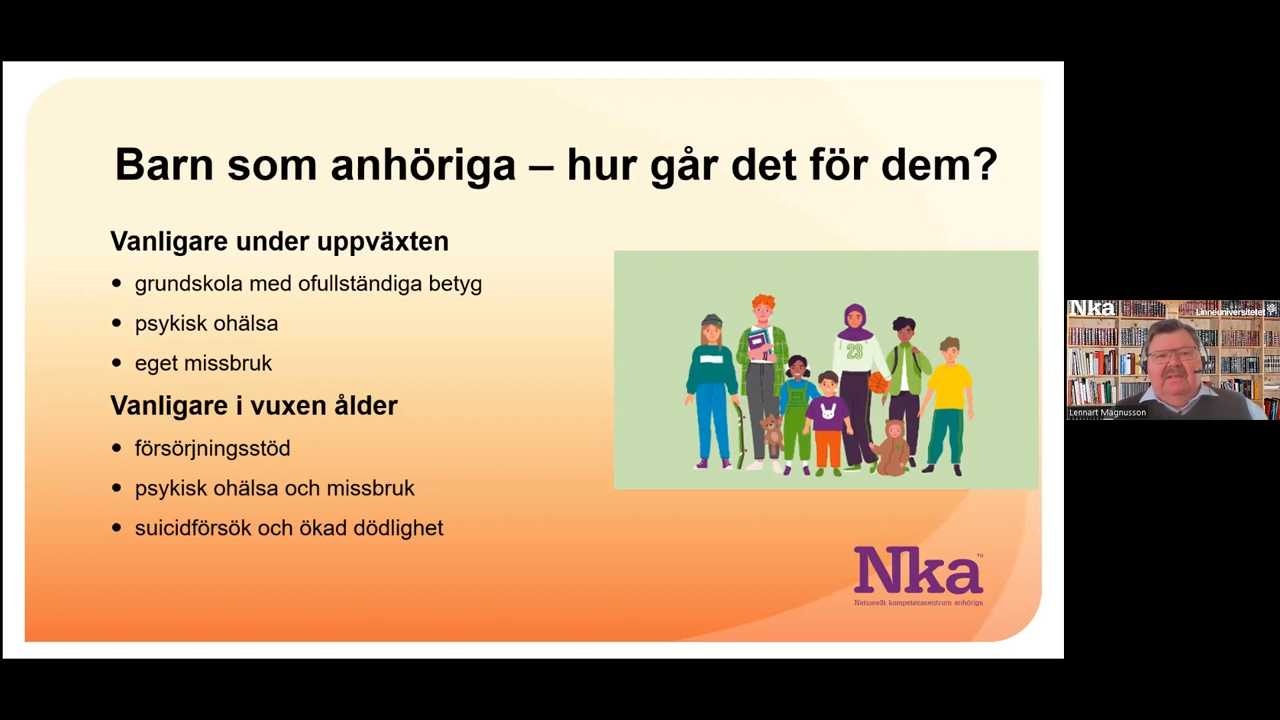 Barn som anhöriga – hur går det för dem?
Vanligare under uppväxten
• grundskola med ofullständiga betyg
• psykisk ohälsa
• eget missbruk
Vanligare i vuxen ålder
• försörjningsstöd
• psykisk ohälsa och missbruk
• suicidförsök och ökad dödlighet
23
Nka™
Nationellt kompetenscentrum anhöriga
Nka
Linnéuniversitetet
Lennart Magnusson